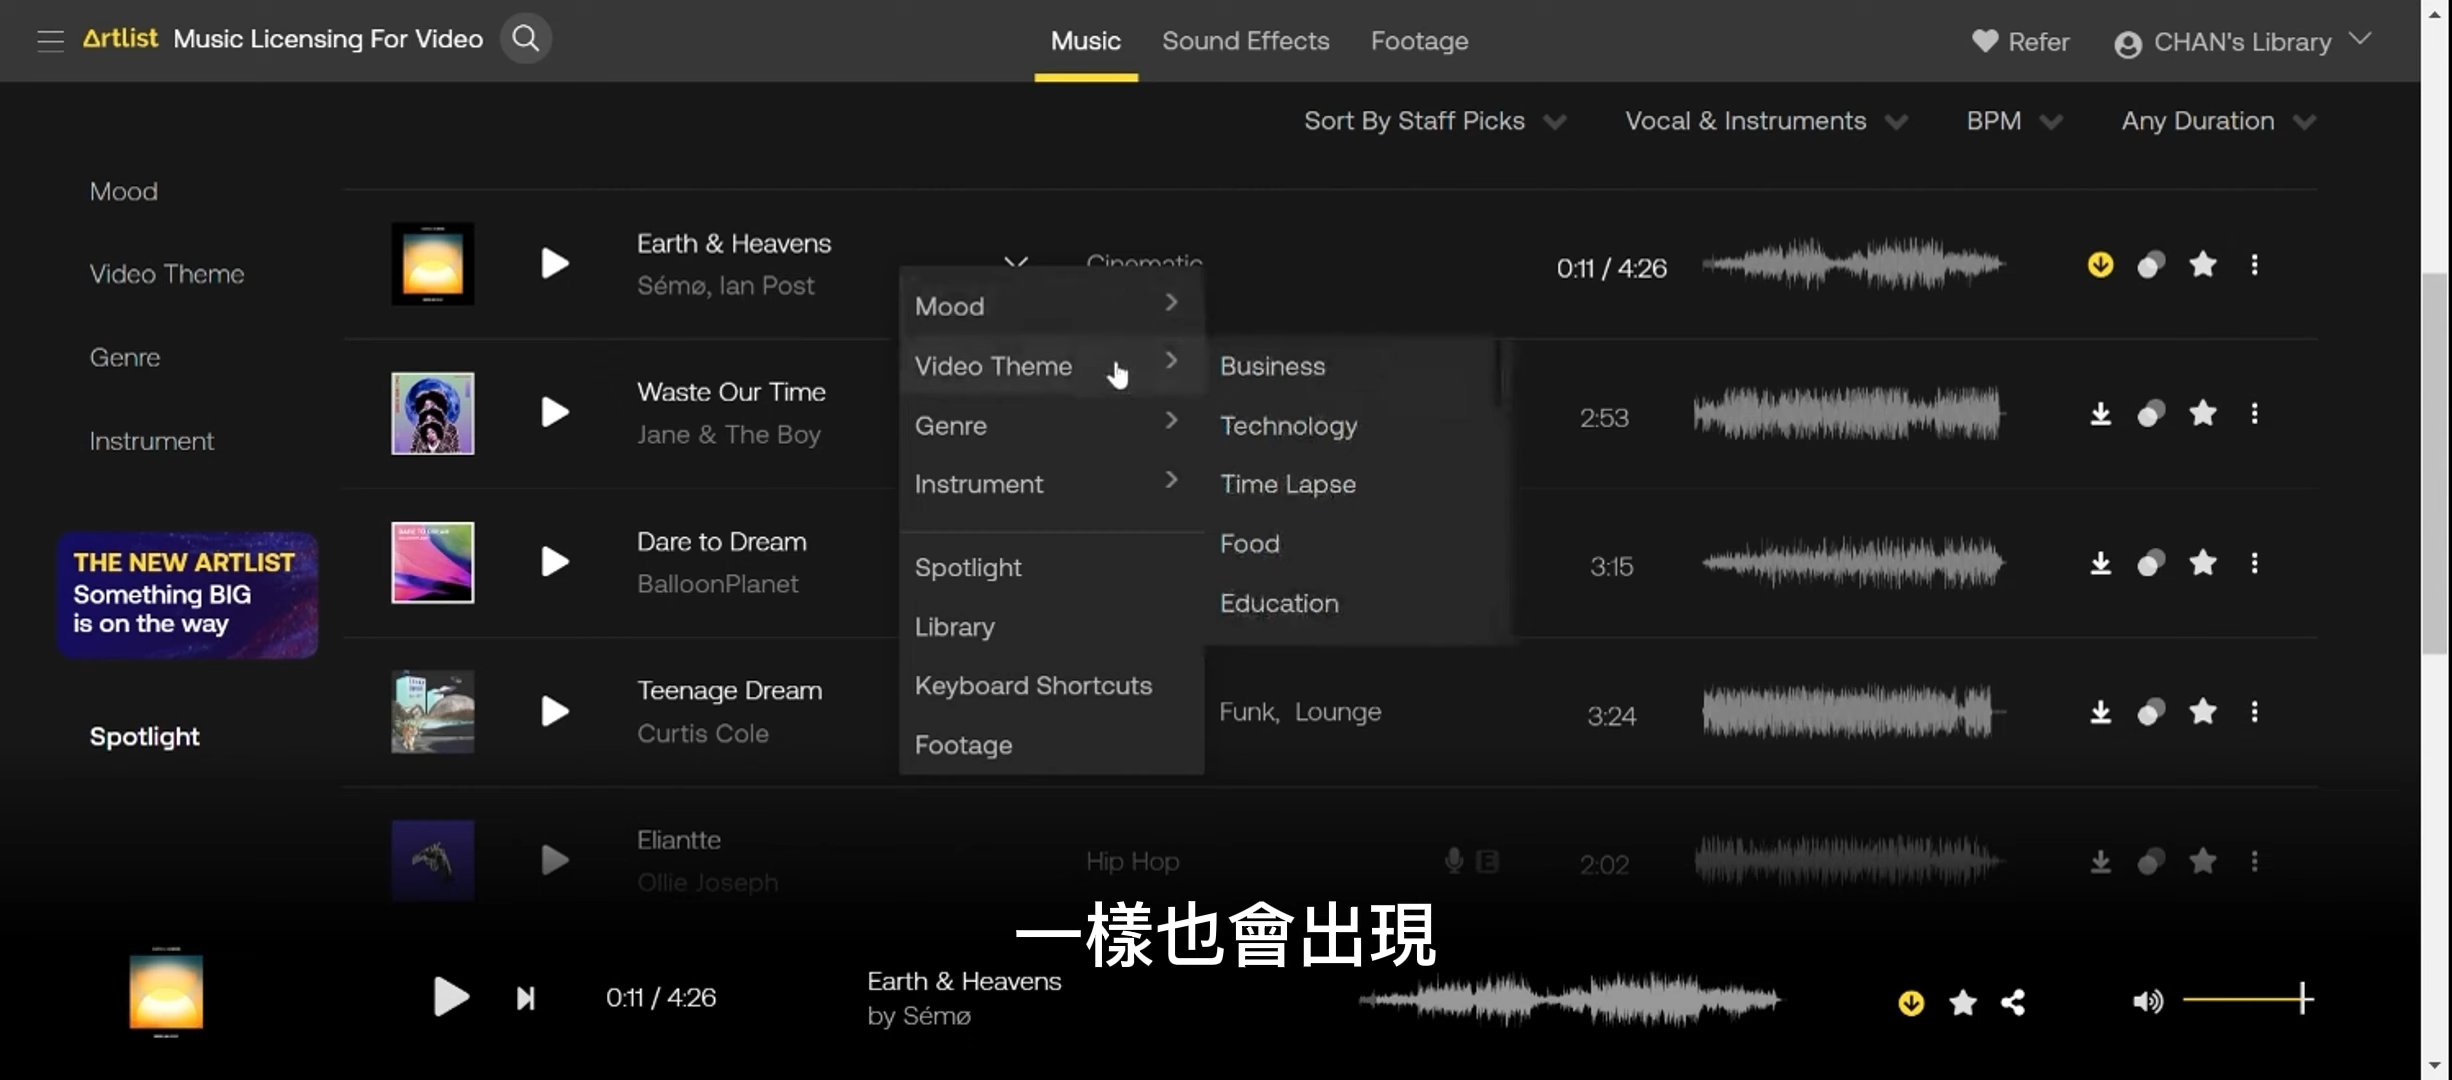 Artlist Music Licensing For Video
Music Sound Effects Footage
Refer CHAN's Library
Sort By Staff Picks Vocal & Instruments BPM Any Duration
Mood
Video Theme
Genre
Instrument
THE NEW ARTLIST
Something BIG
is on the way
Spotlight
Earth & Heavens
Sémø, Ian Post
Cinematic
0:11 / 4:26
Waste Our Time
Jane & The Boy
2:53
Dare to Dream
BalloonPlanet
3:15
Teenage Dream
Curtis Cole
Funk, Lounge
3:24
Eliantte
Ollie Joseph
Hip Hop
E
2:02
Mood
Video Theme
Genre
Instrument
Spotlight
Library
Keyboard Shortcuts
Footage
Business
Technology
Time Lapse
Food
Education
一樣也會出現
0:11 / 4:26
Earth & Heavens
by Sémø